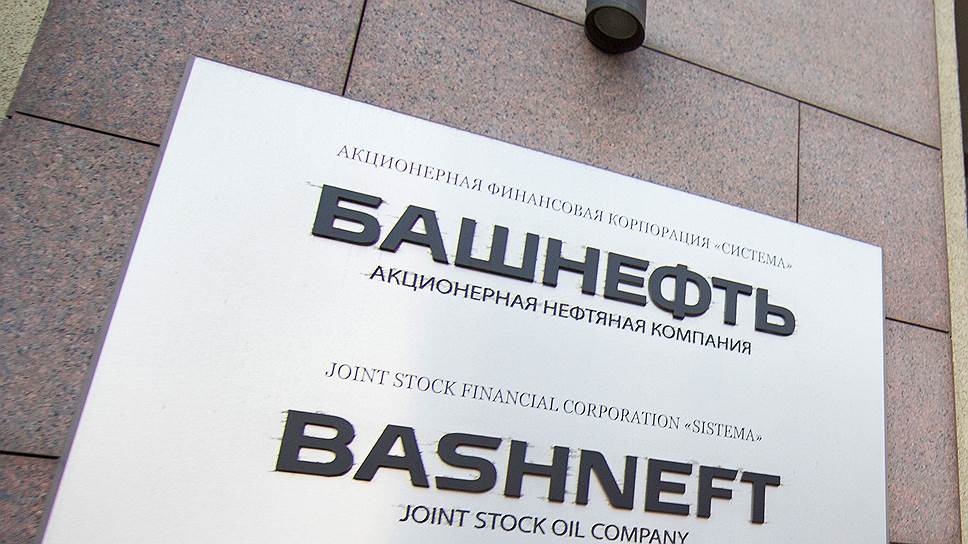 АКЦИОНЕРНАЯ ФИНАНСОВАЯ КОРПОРАЦИЯ «СИСТЕМА»
БАШНЕФТЬ
АКЦИОНЕРНАЯ НЕФТЯНАЯ КОМПАНИЯ
JOINT STOCK FINANCIAL CORPORATION «SISTEMA»
BASHNEFT
JOINT STOCK OIL COMPANY